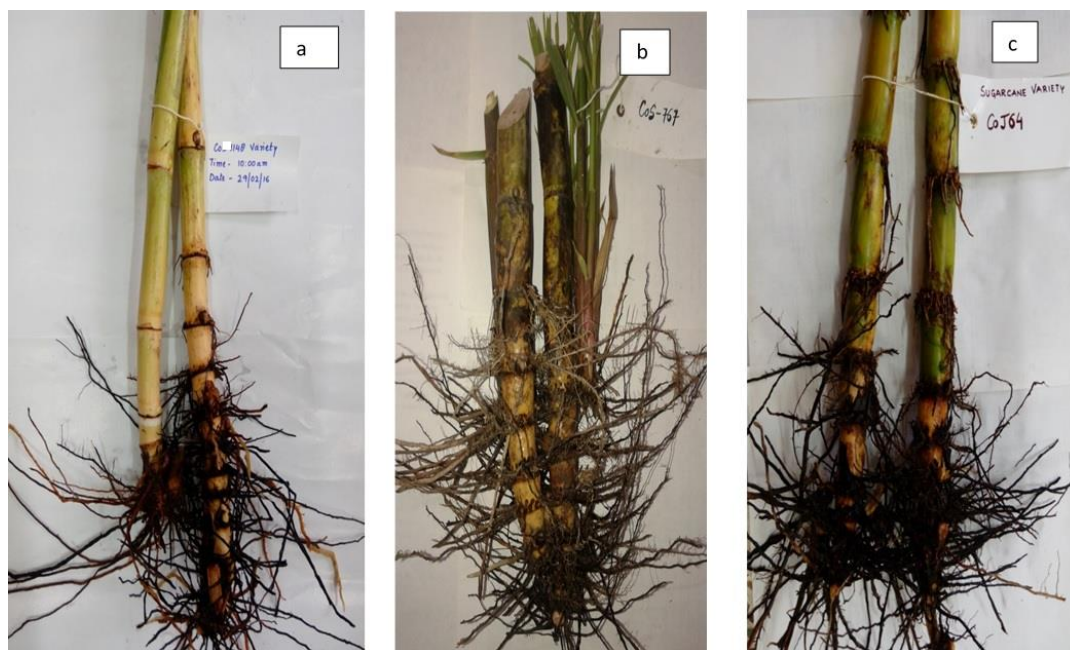 a
Variety
Time - 10:00am
Date - 29/02/16
b
CoS-767
c
SUGARCANE VARIETY
CoJ64